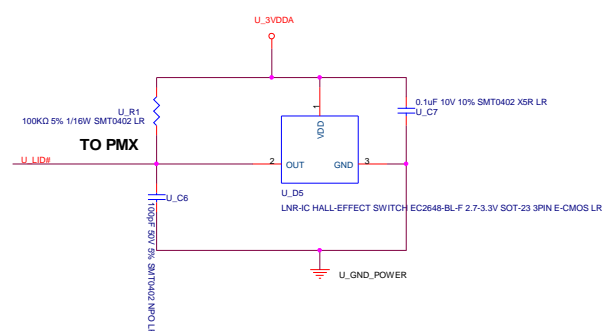 U_3VDDA
0.1uF 10V 10% SMT0402 X5R LR
U_C7
U_R1
100KΩ 5% 1/16W SMT0402 LR
1
VDD
TO PMX
U_LID#
2
OUT
GND
3
U_D5
U_C6
100pF 50V 5% SMT0402 NPO
LNR-IC HALL-EFFECT SWITCH EC2648-BL-F 2.7-3.3V SOT-23 3PIN E-CMOS LR
U_GND_POWER